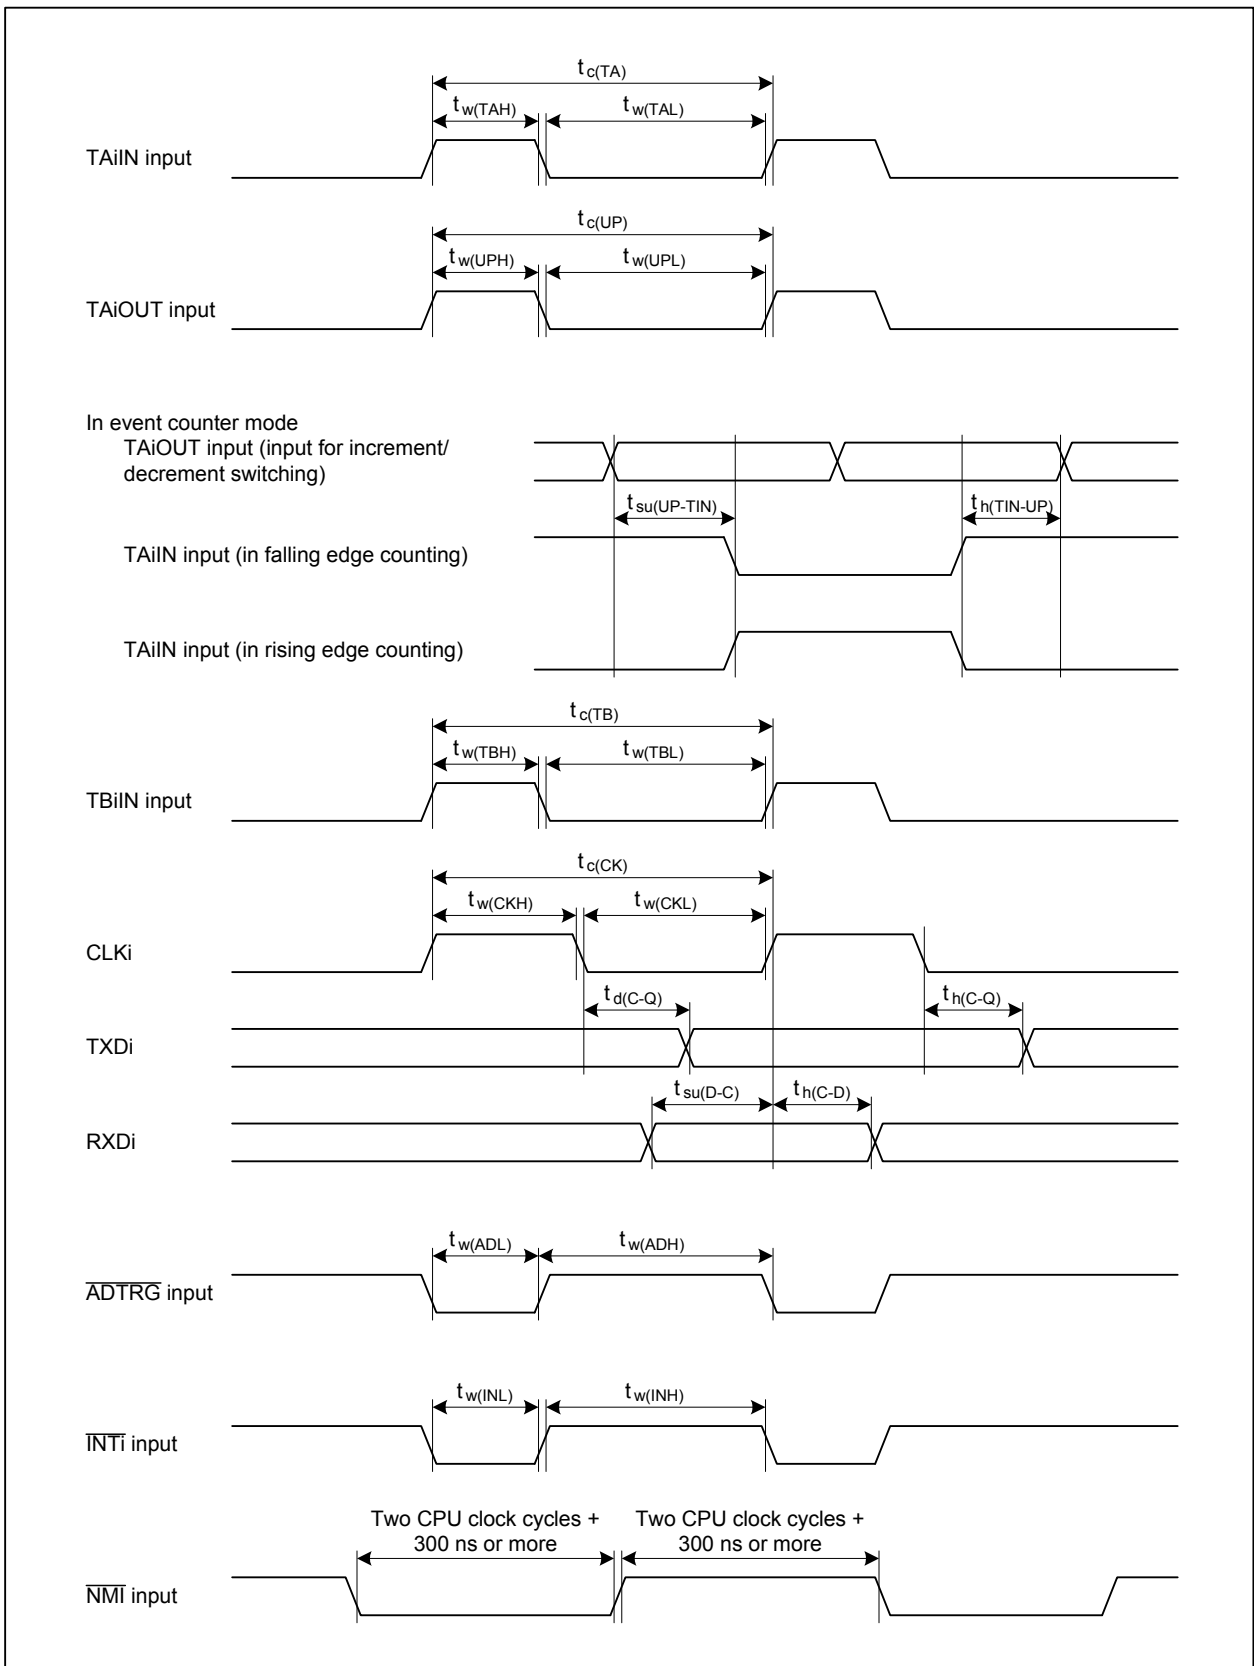 tc(TA)
tw(TAH) tw(TAL)
TAiIN input
tc(UP)
tw(UPH) tw(UPL)
TAiOUT input
In event counter mode
TAiOUT input (input for increment/
decrement switching)
tsu(UP-TIN) th(TIN-UP)
TAiIN input (in falling edge counting)
TAiIN input (in rising edge counting)
tc(TB)
tw(TBH) tw(TBL)
TBiIN input
tc(CK)
tw(CKH) tw(CKL)
CLKi
td(C-Q) th(C-Q)
TXDi
tsu(D-C) th(C-D)
RXDi
tw(ADL) tw(ADH)
ADTRG input
tw(INL) tw(INH)
INTi input
Two CPU clock cycles +
300 ns or more
Two CPU clock cycles +
300 ns or more
NMI input